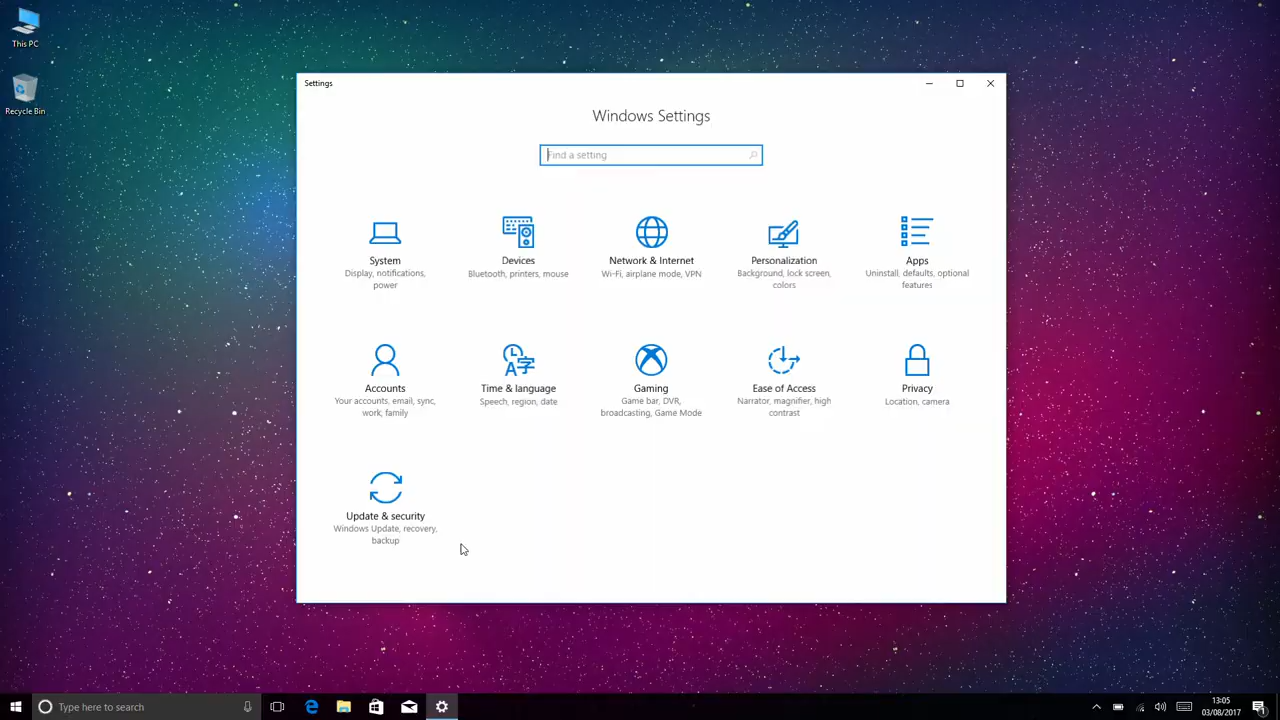 This PC
Recycle Bin
Settings
Windows Settings
Find a setting
System
Display, notifications,
power
Devices
Bluetooth, printers, mouse
Network & Internet
Wi-Fi, airplane mode, VPN
Personalization
Background, lock screen,
colors
Apps
Uninstall, defaults, optional
features
Accounts
Your accounts, email, sync,
work, family
Time & language
Speech, region, date
Gaming
Game bar, DVR,
broadcasting, Game Mode
Ease of Access
Narrator, magnifier, high
contrast
Privacy
Location, camera
Update & security
Windows Update, recovery,
backup
Type here to search
13:05
03/08/2017